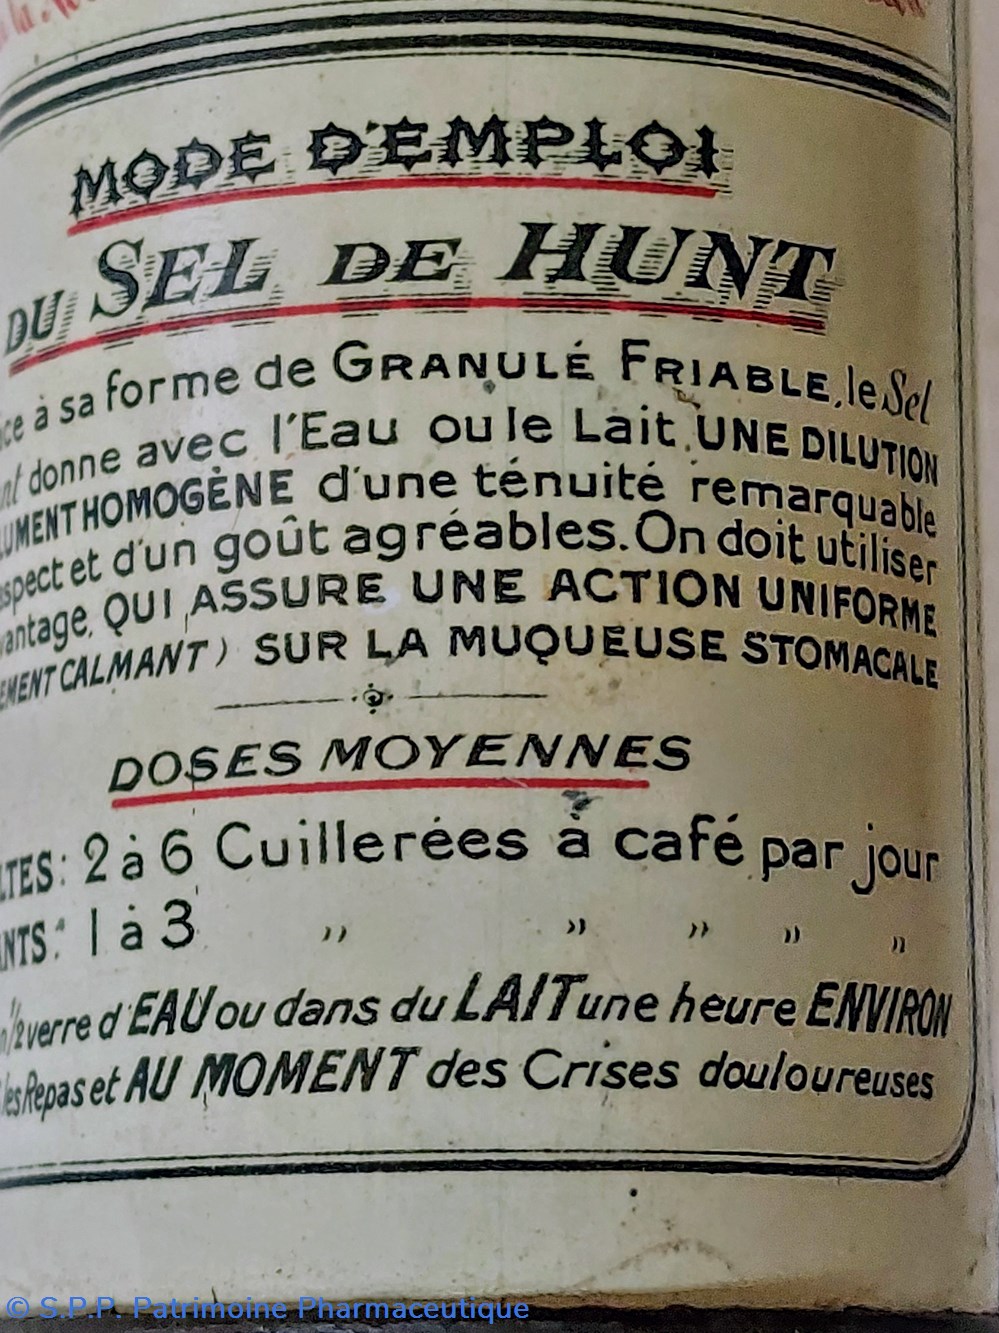 MODE D'EMPLOI
DU SEL DE HUNT
à sa forme de GRANULÉ FRIABLE, le Sel
donne avec l'Eau ou le Lait, UNE DILUTION
HOMOGÈNE d'une ténuité remarquable
et d'un goût agréables. On doit utiliser
QUI ASSURE UNE ACTION UNIFORME
CALMANT) SUR LA MUQUEUSE STOMACALE
DOSES MOYENNES
2 à 6 Cuillerées à café par jour
1 à 3 ,, ,, ,, ,, ,,
1/2 verre d'EAU ou dans du LAIT une heure ENVIRON
les Repas et AU MOMENT des Crises douloureuses
© S.P.P. Patrimoine Pharmaceutique